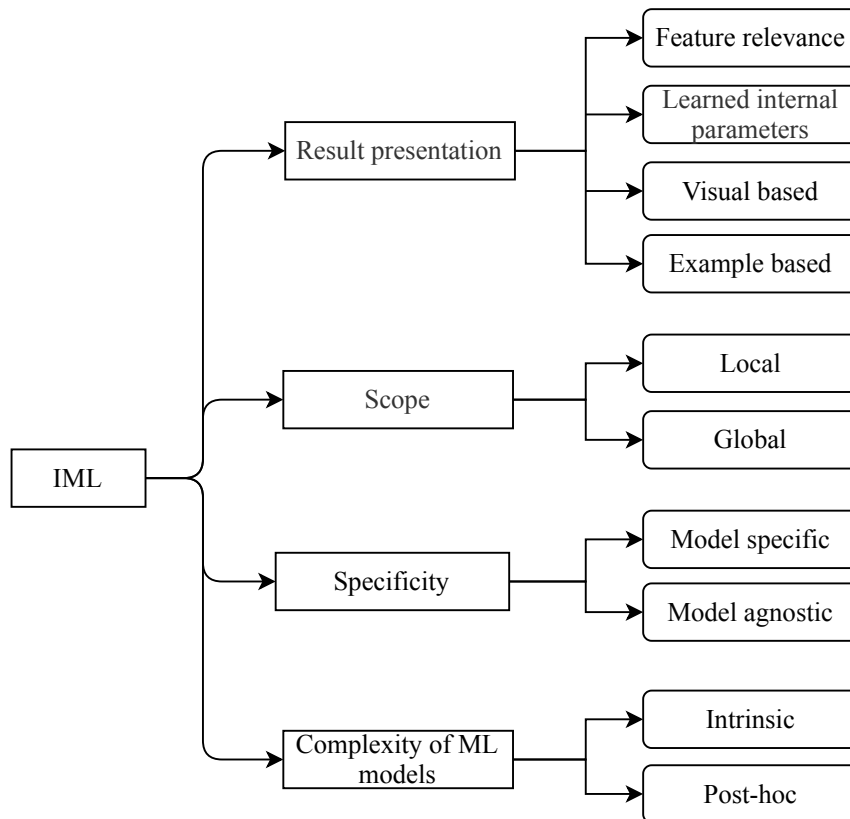 IML
Result presentation
Feature relevance
Learned internal
parameters
Visual based
Example based
Scope
Local
Global
Specificity
Model specific
Model agnostic
Complexity of ML
models
Intrinsic
Post-hoc